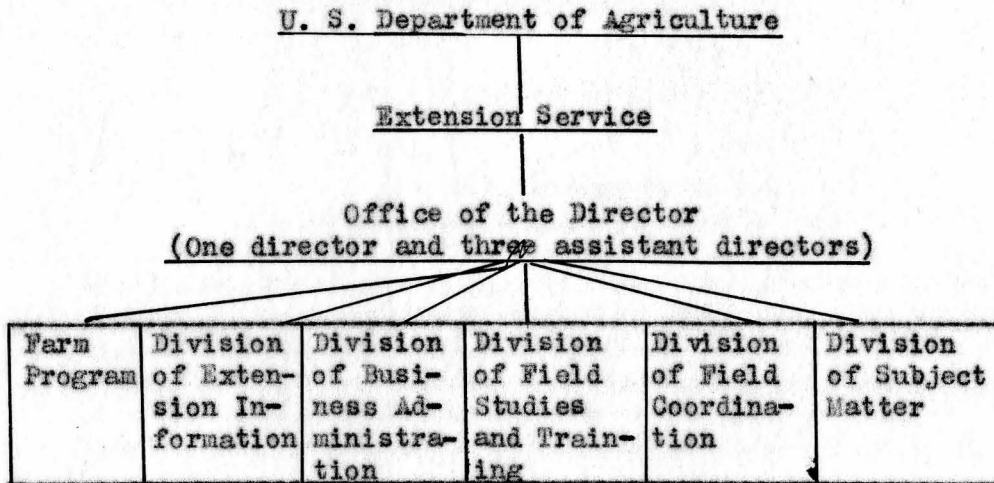 U. S. Department of Agriculture
Extension Service
Office of the Director
(One director and three assistant directors)
Farm
Program
Division
of Exten-
sion In-
formation
Division
of Busi-
ness Ad-
ministra-
tion
Division
of Field
Studies
and Train-
ing
Division
of Field
Coordina-
tion
Division
of Subject
Matter